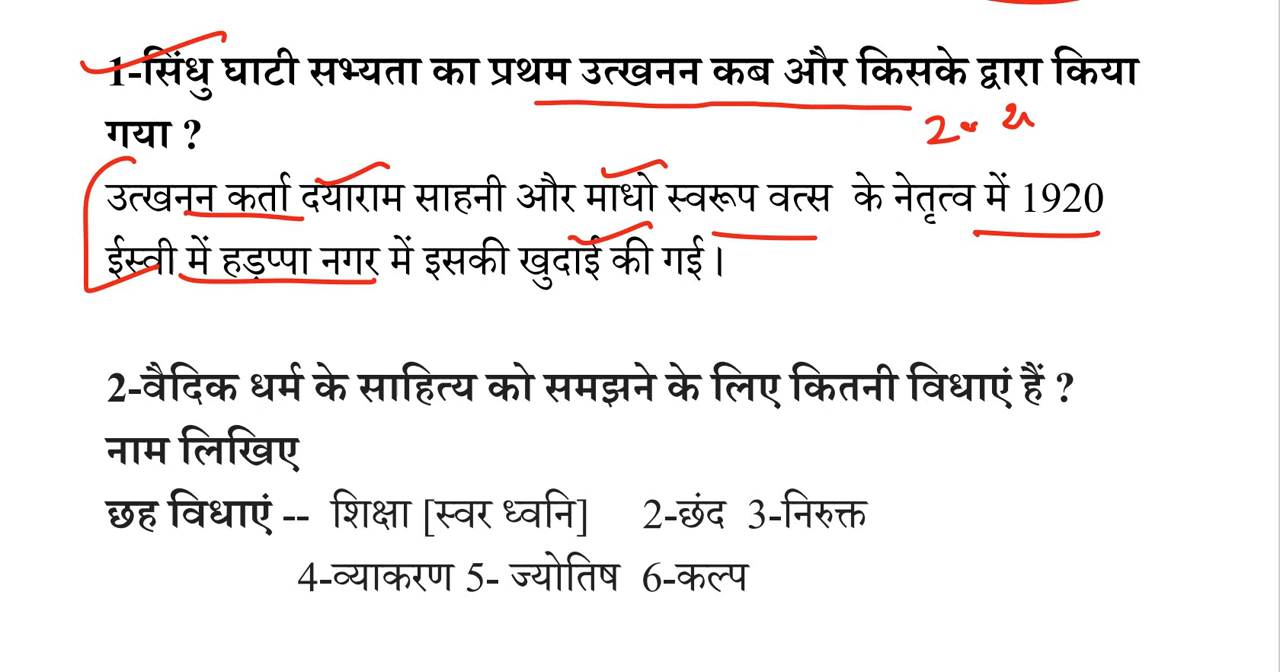 1-सिंधु घाटी सभ्यता का प्रथम उत्खनन कब और किसके द्वारा किया
गया ?
उत्खनन कर्ता दयाराम साहनी और माधो स्वरूप वत्स के नेतृत्व में 1920
ईस्वी में हड़प्पा नगर में इसकी खुदाई की गई।
2-वैदिक धर्म के साहित्य को समझने के लिए कितनी विधाएं हैं ?
नाम लिखिए
छह विधाएं -- शिक्षा [स्वर ध्वनि] 2-छंद 3-निरुक्त
4-व्याकरण 5- ज्योतिष 6-कल्प